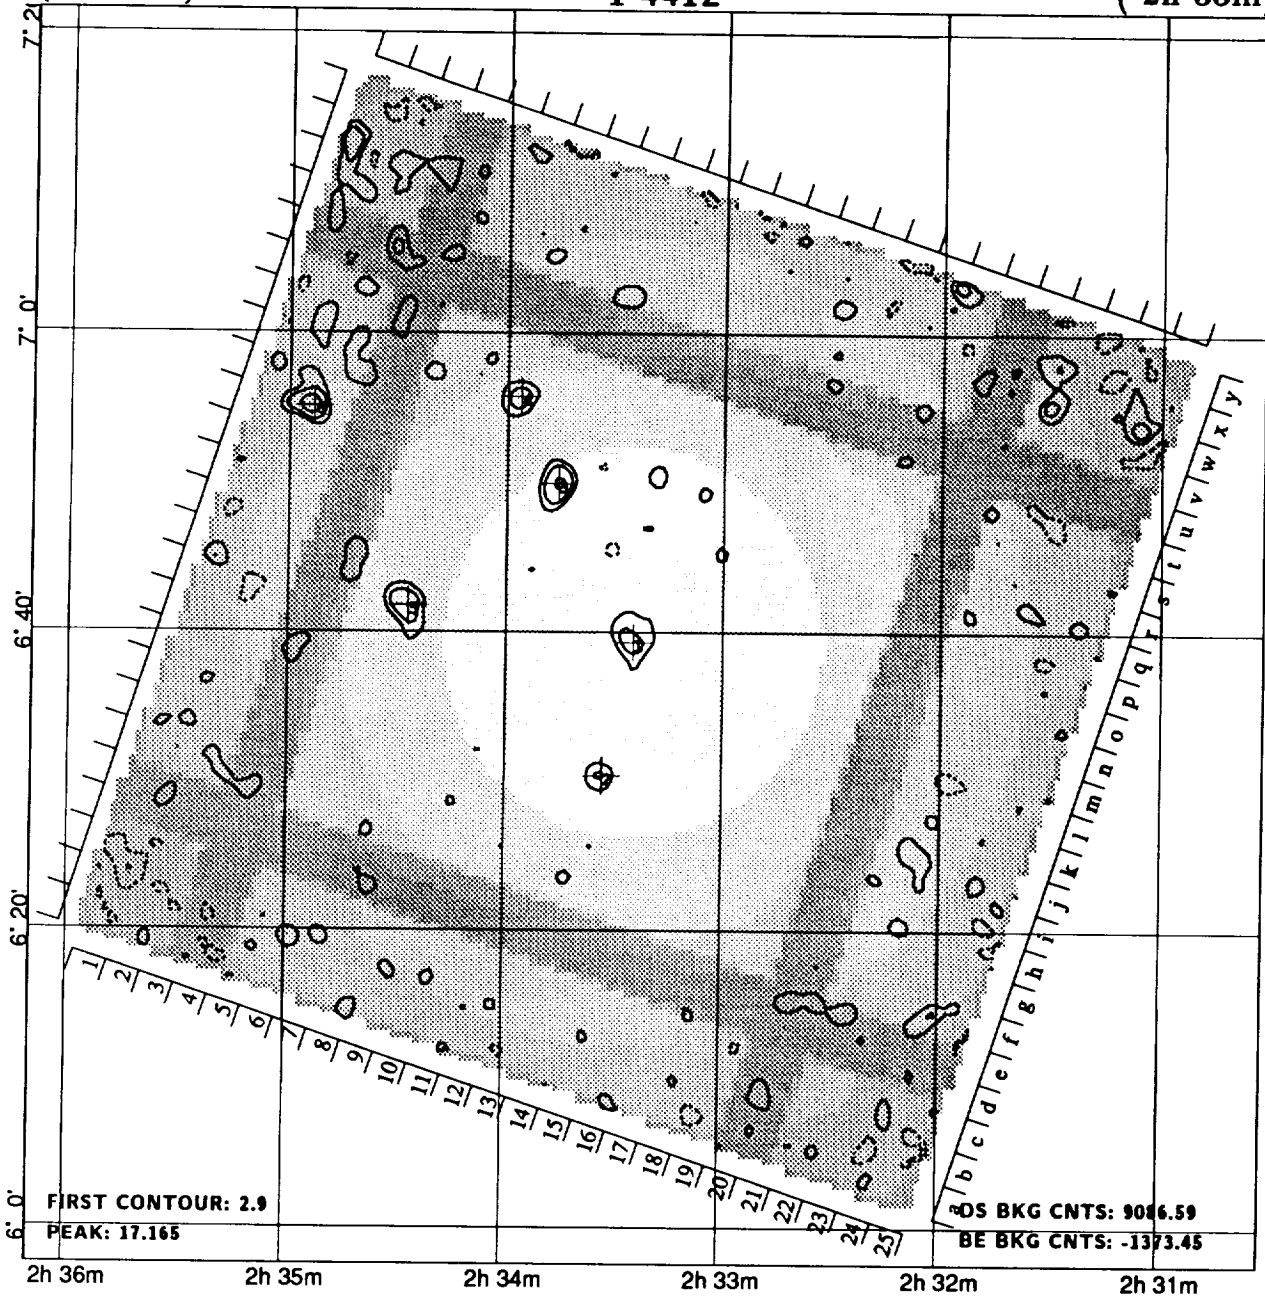 I 4412
7° 0'
6° 40'
6° 20'
6° 0'
1 2 3 4 5 6 7 8 9 10 11 12 13 14 15 16 17 18 19 20 21 22 23 24 25
a b c d e f g h i j k l m n o p q r s t u v w x y
FIRST CONTOUR: 2.9
PEAK: 17.165
DS BKG CNTS: 9086.59
BE BKG CNTS: -1373.45
2h 36m 2h 35m 2h 34m 2h 33m 2h 32m 2h 31m